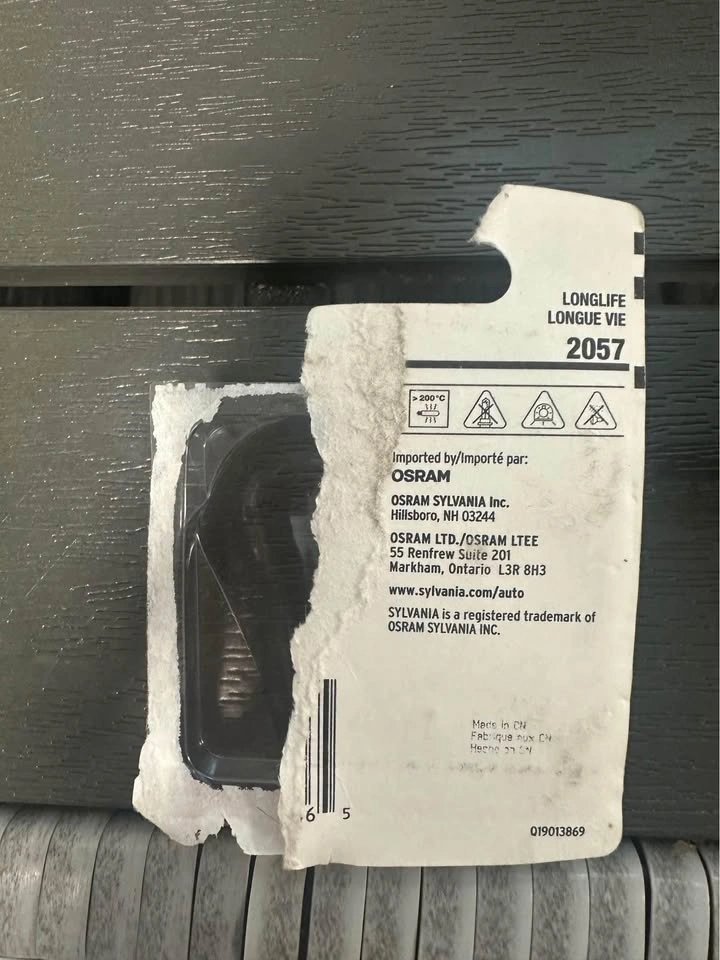 LONGLIFE
LONGUE VIE
2057
> 200°C
Imported by/Importé par:
OSRAM
OSRAM SYLVANIA Inc.
Hillsboro, NH 03244
OSRAM LTD./OSRAM LTEE
55 Renfrew Suite 201
Markham, Ontario L3R 8H3
www.sylvania.com/auto
SYLVANIA is a registered trademark of
OSRAM SYLVANIA INC.
Made in CN
Fabrique aux CN
Hecho en CN
6 5
019013869